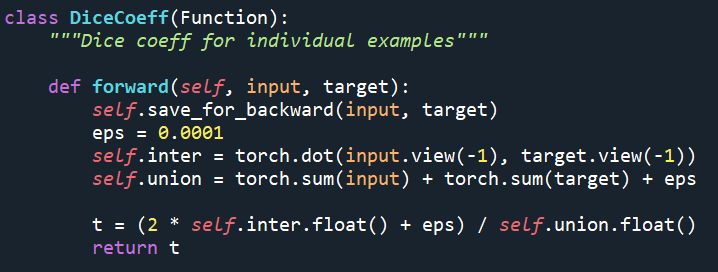 class DiceCoeff(Function):
    """Dice coeff for individual examples"""

    def forward(self, input, target):
        self.save_for_backward(input, target)
        eps = 0.0001
        self.inter = torch.dot(input.view(-1), target.view(-1))
        self.union = torch.sum(input) + torch.sum(target) + eps

        t = (2 * self.inter.float() + eps) / self.union.float()
        return t